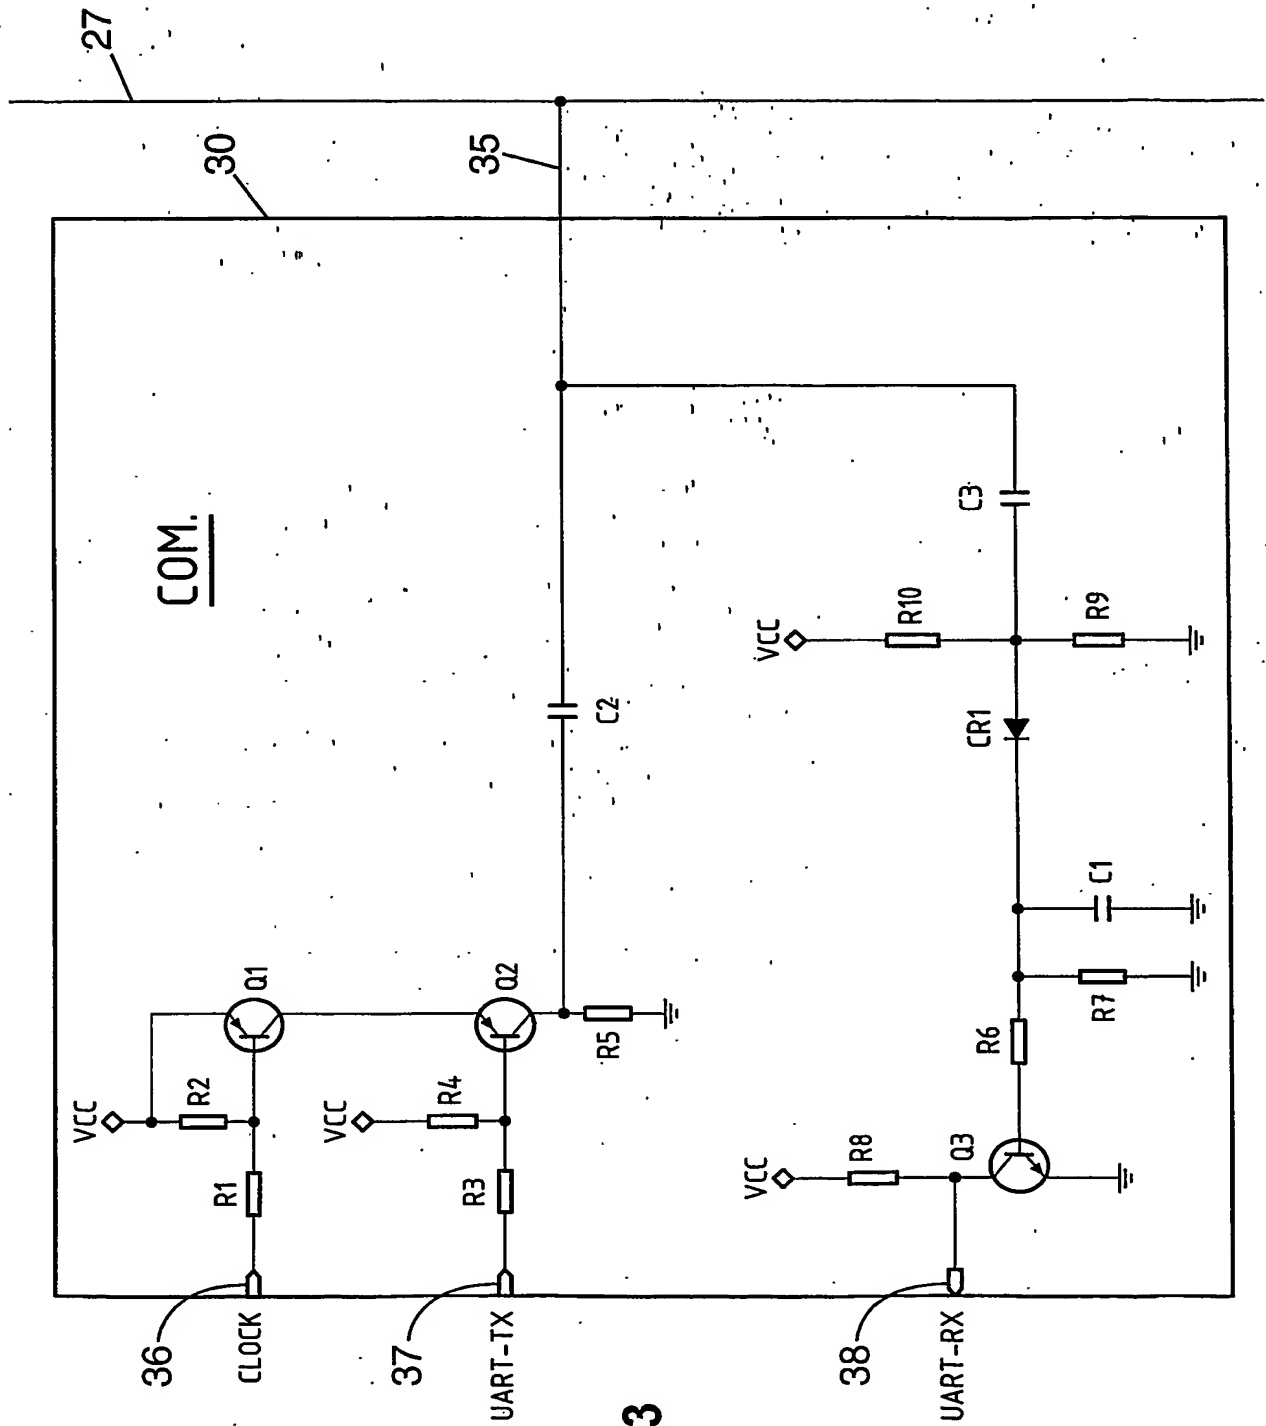 27
30
35
COM.
VCC
R2
R1
Q1
36
CLOCK
VCC
R4
R3
Q2
37
UART-TX
R5
C2
C3
VCC
R10
R9
CR1
C1
R7
R6
VCC
R8
Q3
38
UART-RX
3